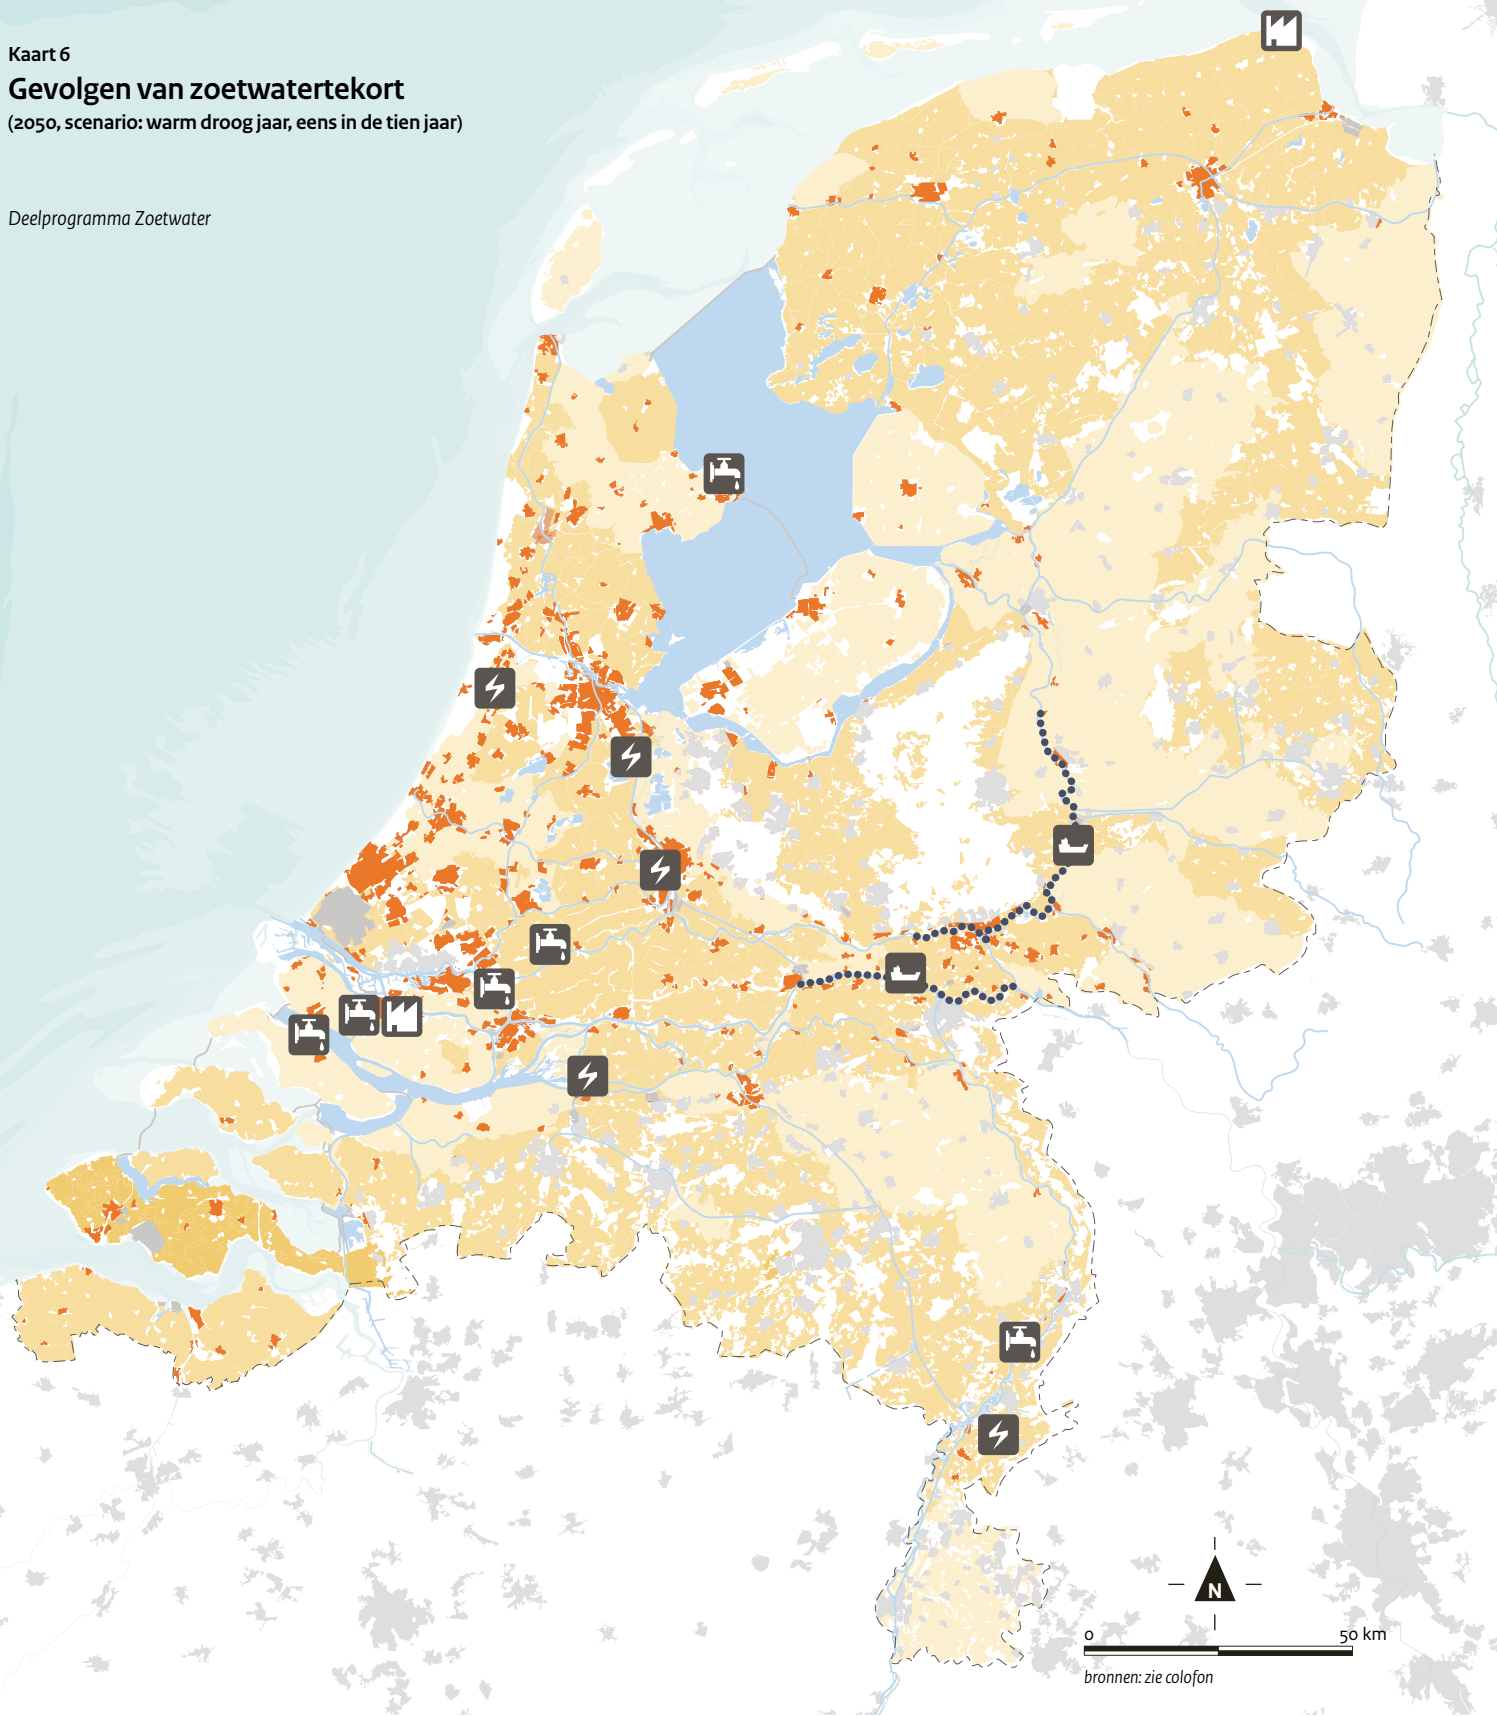 Kaart 6
Gevolgen van zoetwatertekort
(2050, scenario: warm droog jaar, eens in de tien jaar)
Deelprogramma Zoetwater
N
0 50 km
bronnen: zie colofon